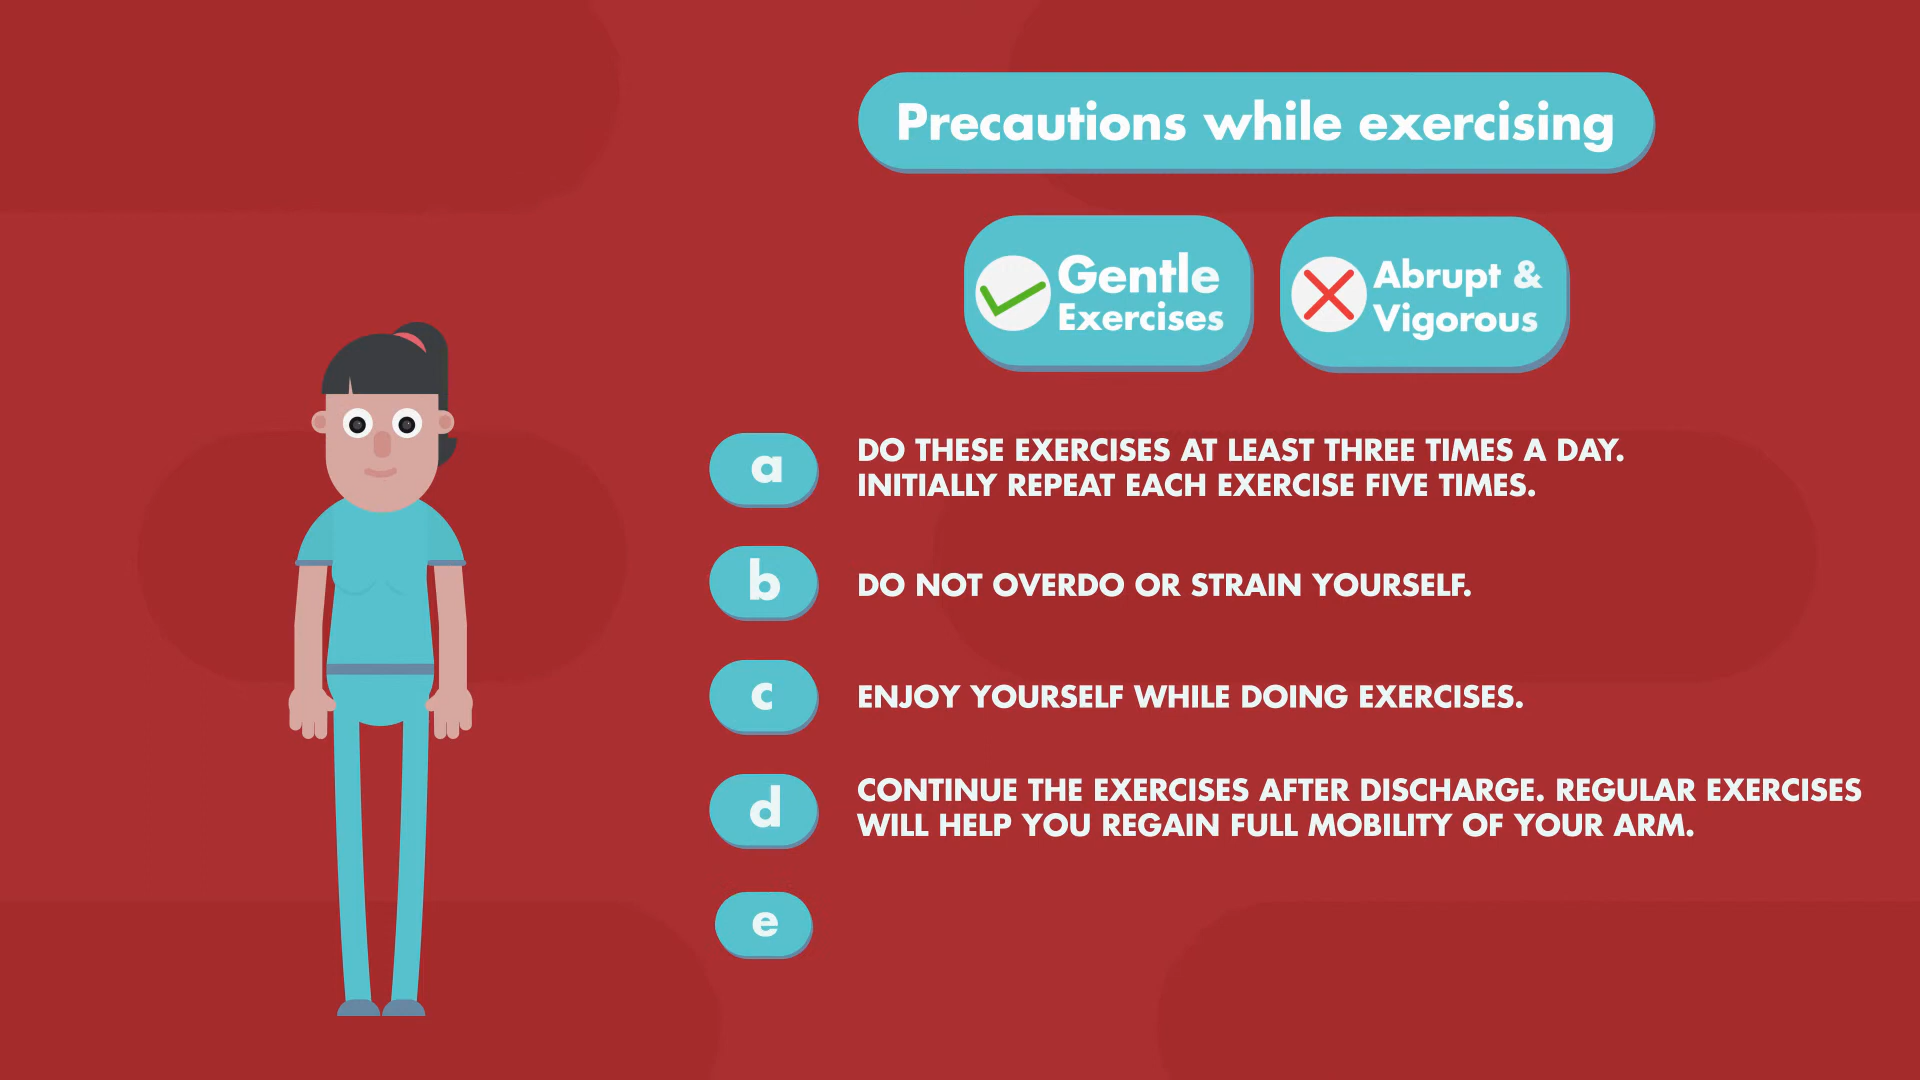 Precautions while exercising
Gentle
Exercises
Abrupt &
Vigorous
a
DO THESE EXERCISES AT LEAST THREE TIMES A DAY.
INITIALLY REPEAT EACH EXERCISE FIVE TIMES.
b
DO NOT OVERDO OR STRAIN YOURSELF.
c
ENJOY YOURSELF WHILE DOING EXERCISES.
d
CONTINUE THE EXERCISES AFTER DISCHARGE. REGULAR EXERCISES
WILL HELP YOU REGAIN FULL MOBILITY OF YOUR ARM.
e